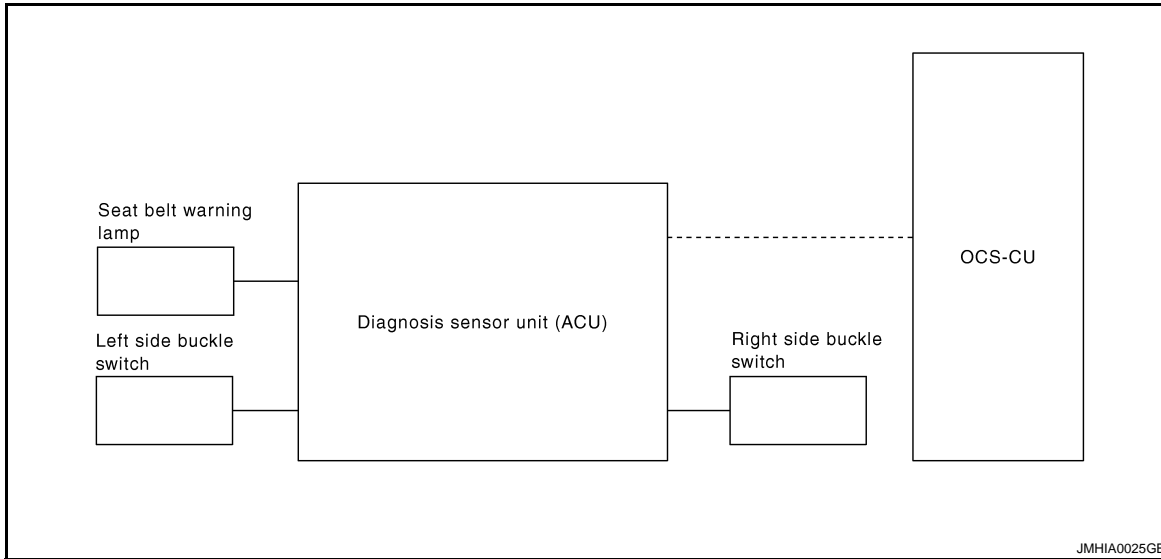 Seat belt warning
lamp
OCS-CU
Diagnosis sensor unit (ACU)
Left side buckle
switch
Right side buckle
switch
JMHIA0025GB